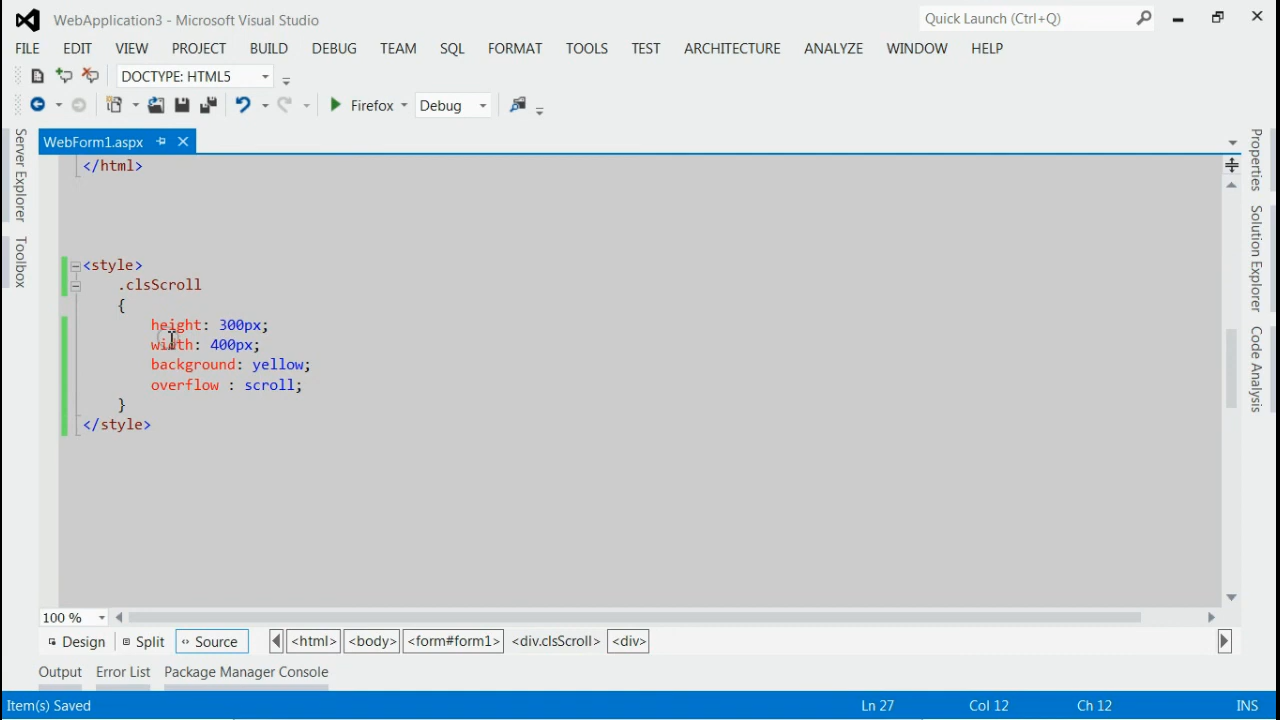 WebApplication3 - Microsoft Visual Studio
Quick Launch (Ctrl+Q)
FILE EDIT VIEW PROJECT BUILD DEBUG TEAM SQL FORMAT TOOLS TEST ARCHITECTURE ANALYZE WINDOW HELP
DOCTYPE: HTML5
Firefox Debug
WebForm1.aspx
Server Explorer
Toolbox
Properties
Solution Explorer
Code Analysis
</html>
<style>
.clsScroll
{
height: 300px;
width: 400px;
background: yellow;
overflow : scroll;
}
</style>
100 %
Design Split Source <html> <body> <form#form1> <div.clsScroll> <div>
Output Error List Package Manager Console
Item(s) Saved Ln 27 Col 12 Ch 12 INS